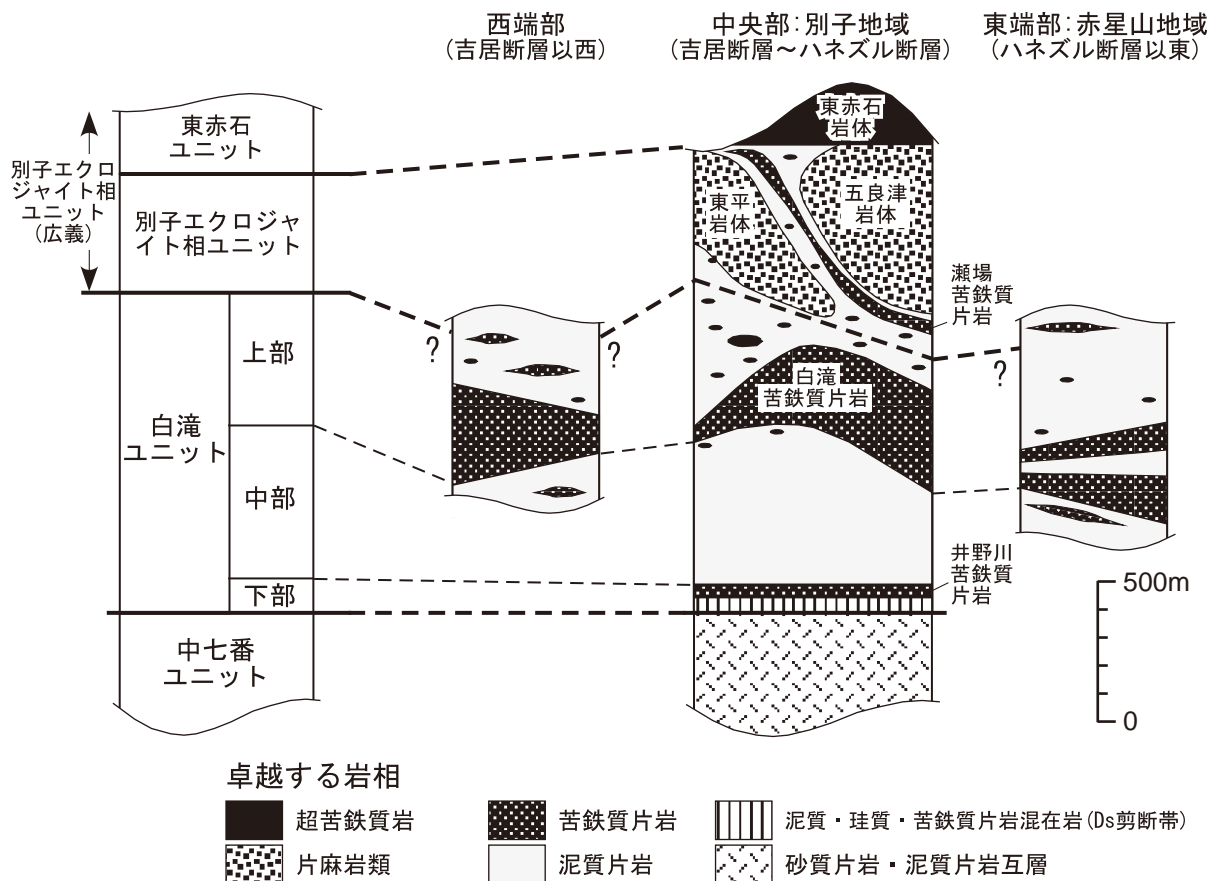 西端部
(吉居断層以西)
中央部：別子地域
(吉居断層～ハネズル断層)
東端部：赤星山地域
(ハネズル断層以東)
別子エクロ
ジャイト相
ユニット
(広義)
東赤石
ユニット
別子エクロジャ
イト相ユニット
白滝
ユニット
上部
中部
下部
中七番
ユニット
?
?
東赤石
岩体
東平
岩体
五良津
岩体
白滝
苦鉄質片岩
瀬場
苦鉄質
片岩
?
井野川
苦鉄質
片岩
500m
0
卓越する岩相
超苦鉄質岩
苦鉄質片岩
泥質・珪質・苦鉄質片岩混在岩(Ds剪断帯)
片麻岩類
泥質片岩
砂質片岩・泥質片岩互層